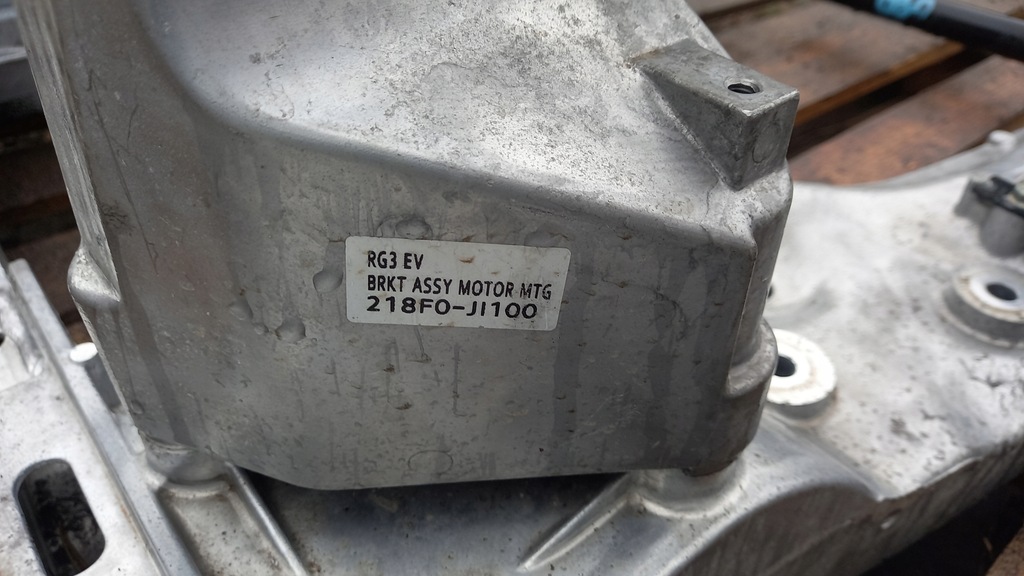 RG3 EV
BRKT ASSY MOTOR MTG
218F0-JI100